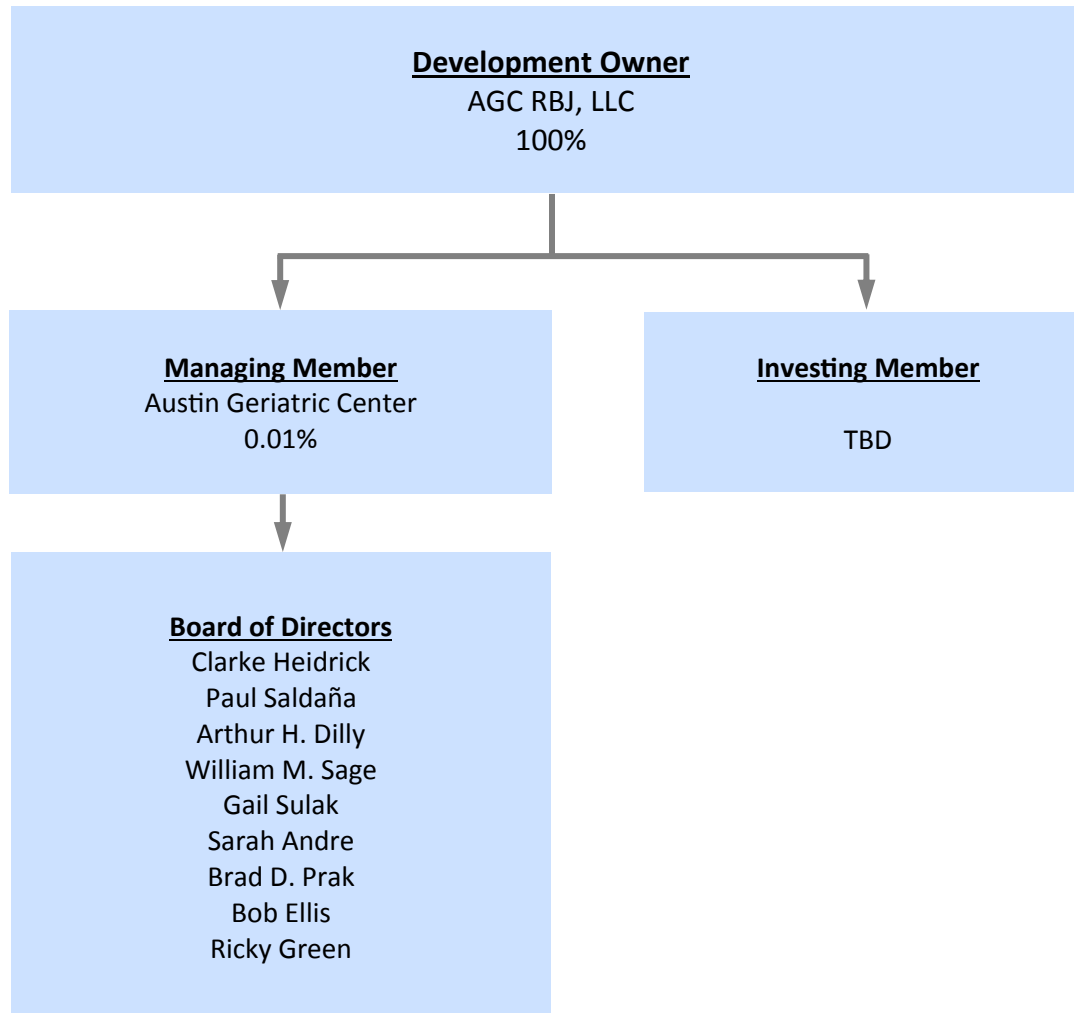 Development Owner
AGC RBJ, LLC
100%
Managing Member
Austin Geriatric Center
0.01%
Investing Member
TBD
Board of Directors
Clarke Heidrick
Paul Saldaña
Arthur H. Dilly
William M. Sage
Gail Sulak
Sarah Andre
Brad D. Prak
Bob Ellis
Ricky Green